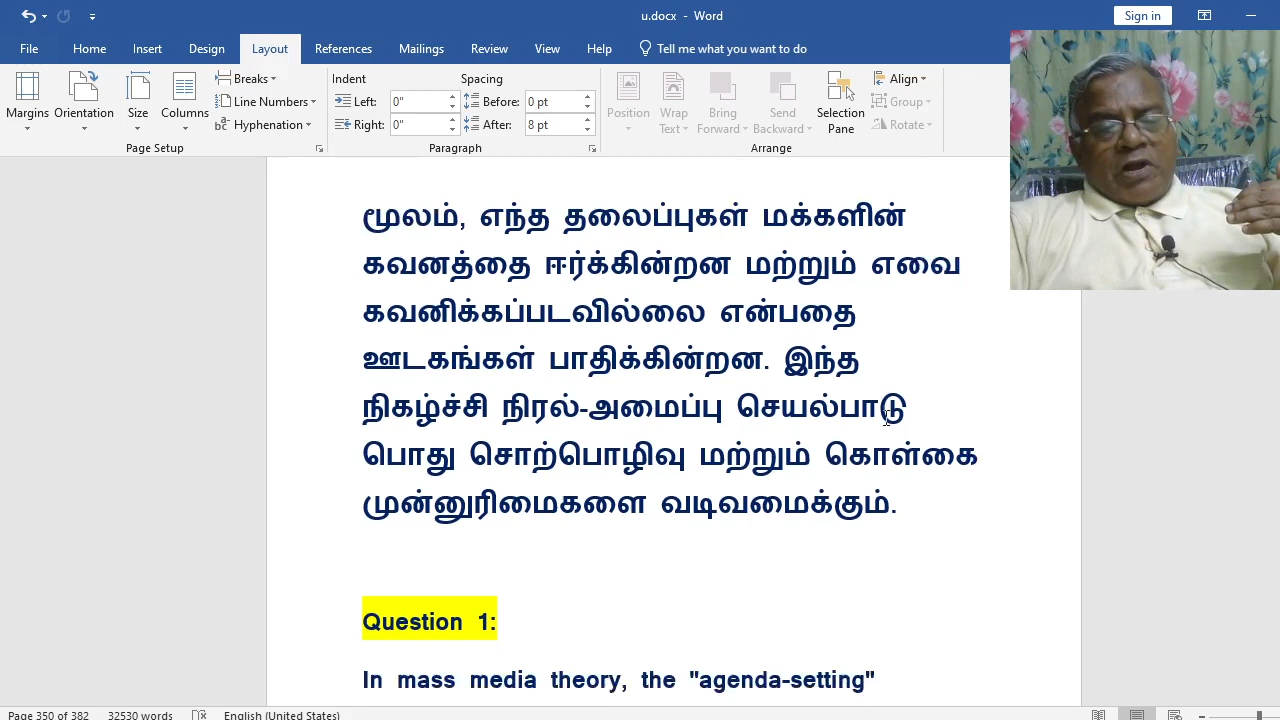 u.docx - Word
Sign in
File Home Insert Design Layout References Mailings Review View Help Tell me what you want to do
Margins Orientation Size Columns
Breaks
Line Numbers
Hyphenation
Page Setup
Indent Spacing
Left: 0" Before: 0 pt
Right: 0" After: 8 pt
Paragraph
Position Wrap Text Bring Forward Send Backward Selection Pane
Align
Group
Rotate
Arrange
மூலம், எந்த தலைப்புகள் மக்களின்
கவனத்தை ஈர்க்கின்றன மற்றும் எவை
கவனிக்கப்படவில்லை என்பதை
ஊடகங்கள் பாதிக்கின்றன. இந்த
நிகழ்ச்சி நிரல்-அமைப்பு செயல்பாடு
பொது சொற்பொழிவு மற்றும் கொள்கை
முன்னுரிமைகளை வடிவமைக்கும்.
Question 1:
In mass media theory, the "agenda-setting"
Page 350 of 382 32530 words English (United States)